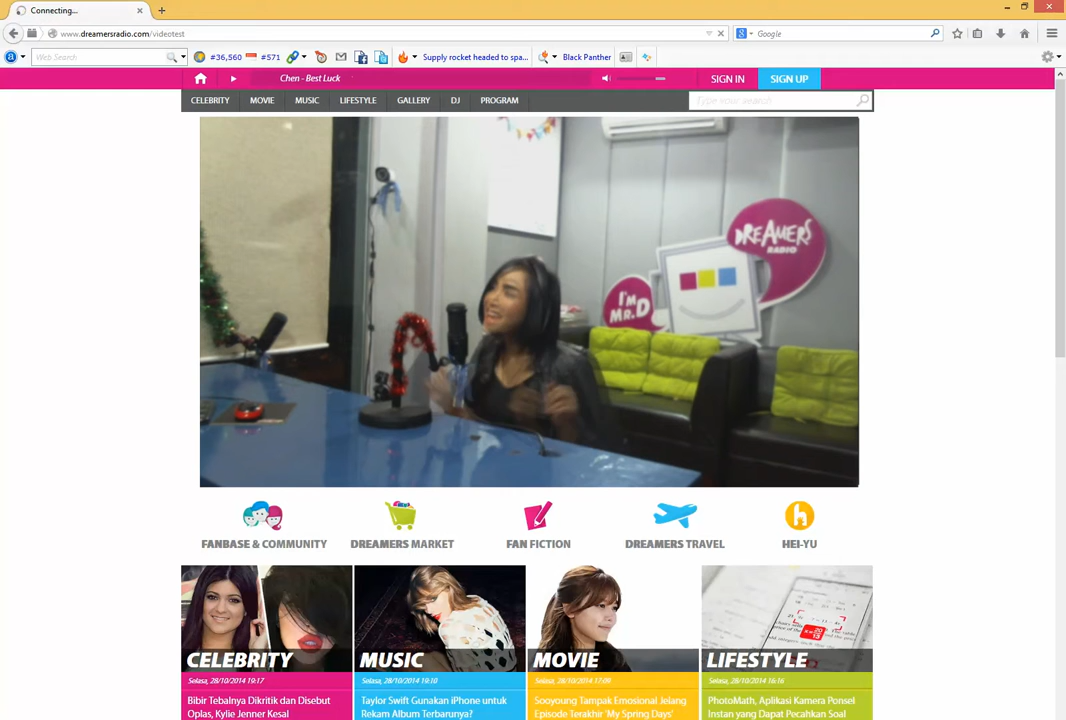 Connecting...
www.dreamersradio.com/videotest
Google
Web Search
#36,560
#571
Supply rocket headed to spa...
Black Panther
Chen - Best Luck
SIGN IN
SIGN UP
CELEBRITY
MOVIE
MUSIC
LIFESTYLE
GALLERY
DJ
PROGRAM
Type your search
DREAMERS
RADIO
I'M
MR.D
FANBASE & COMMUNITY
DREAMERS MARKET
FAN FICTION
DREAMERS TRAVEL
HEI-YU
CELEBRITY
Selasa, 28/10/2014 19:17
Bibir Tebalnya Dikritik dan Disebut
Oplas, Kylie Jenner Kesal
MUSIC
Selasa, 28/10/2014 19:10
Taylor Swift Gunakan iPhone untuk
Rekam Album Terbarunya?
MOVIE
Selasa, 28/10/2014 17:09
Sooyoung Tampak Emosional Jelang
Episode Terakhir 'My Spring Days'
LIFESTYLE
Selasa, 28/10/2014 16:16
PhotoMath, Aplikasi Kamera Ponsel
Instan yang Dapat Pecahkan Soal